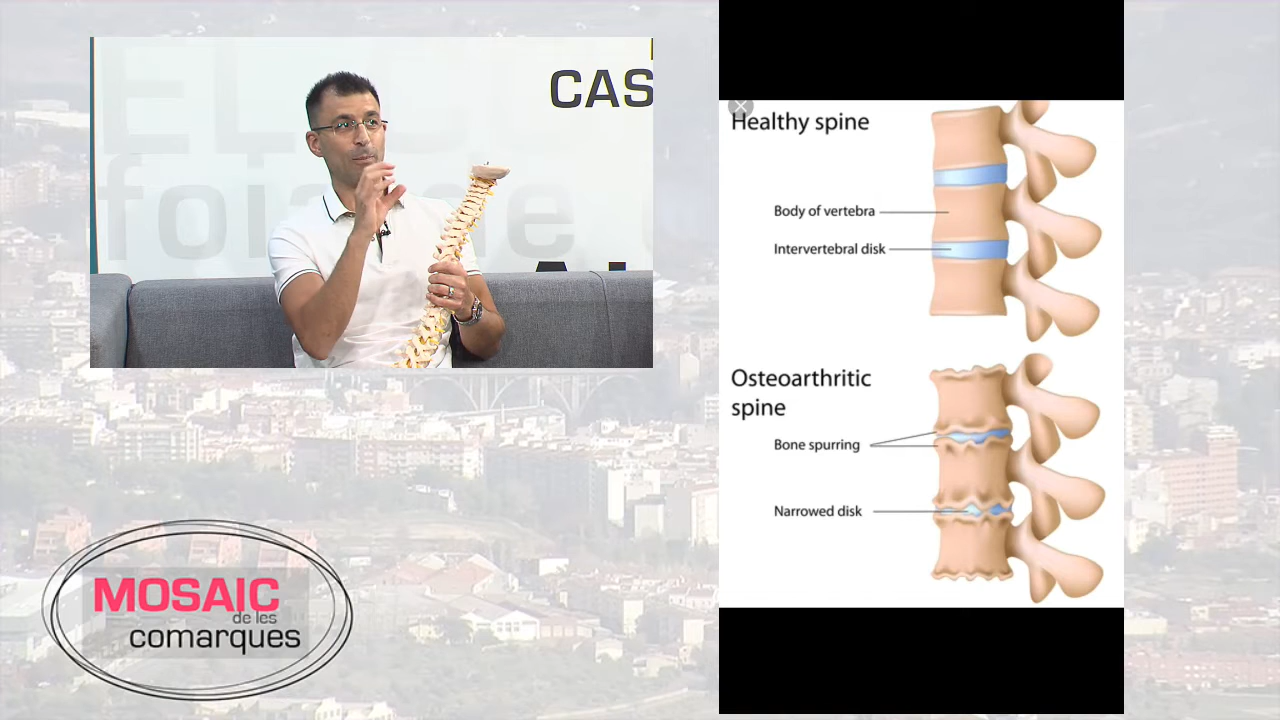 CAS
Healthy spine
Body of vertebra
Intervertebral disk
Osteoarthritic
spine
Bone spurring
Narrowed disk
MOSAIC
de les
comarques